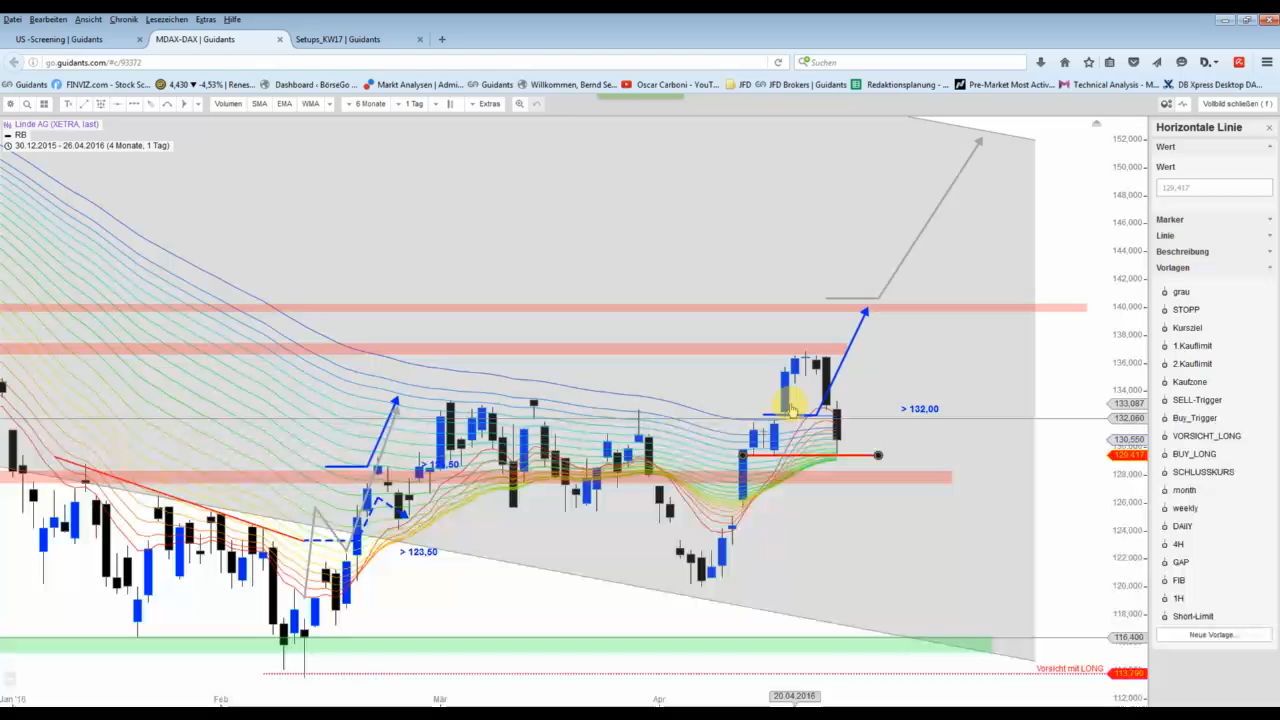 Datei Bearbeiten Ansicht Chronik Lesezeichen Extras Hilfe
US -Screening | Guidants × MDAX-DAX | Guidants × Setups_KW17 | Guidants × +
go.guidants.com/#c/93372
Suchen
Guidants FINVIZ.com - Stock Sc... 4,430 ▼ -4,53% | Renes... Dashboard ‹ BörseGo ... Markt Analysen | Admi... Willkommen, Bernd Se... Oscar Carboni - YouT... JFD JFD Brokers | Guidants Redaktionsplanung - ... Pre-Market Most Activ... Technical Analysis - M... DB Xpress Desktop DA...
Volumen SMA EMA WMA 6 Monate 1 Tag Extras Vollbild schließen ( f )
Linde AG (XETRA, last)
RB
30.12.2015 - 26.04.2016 (4 Monate, 1 Tag)
Horizontale Linie ×
Wert
Wert
129,417
Marker
Linie
Beschreibung
Vorlagen
grau
STOPP
Kursziel
1.Kauflimit
2.Kauflimit
Kaufzone
SELL-Trigger
Buy_Trigger
VORSICHT_LONG
BUY_LONG
SCHLUSSKURS
month
weekly
DAILY
4H
GAP
FIB
1H
Short-Limit
Neue Vorlage...
152,000
150,000
148,000
146,000
144,000
142,000
140,000
138,000
136,000
134,000
133,087
132,060
130,550
129,417
128,000
126,000
124,000
122,000
120,000
118,000
116,400
113,790
112,000
> 132,00
> 123,50
Vorsicht mit LONG
Jan '16 Feb Mär Apr 20.04.2016